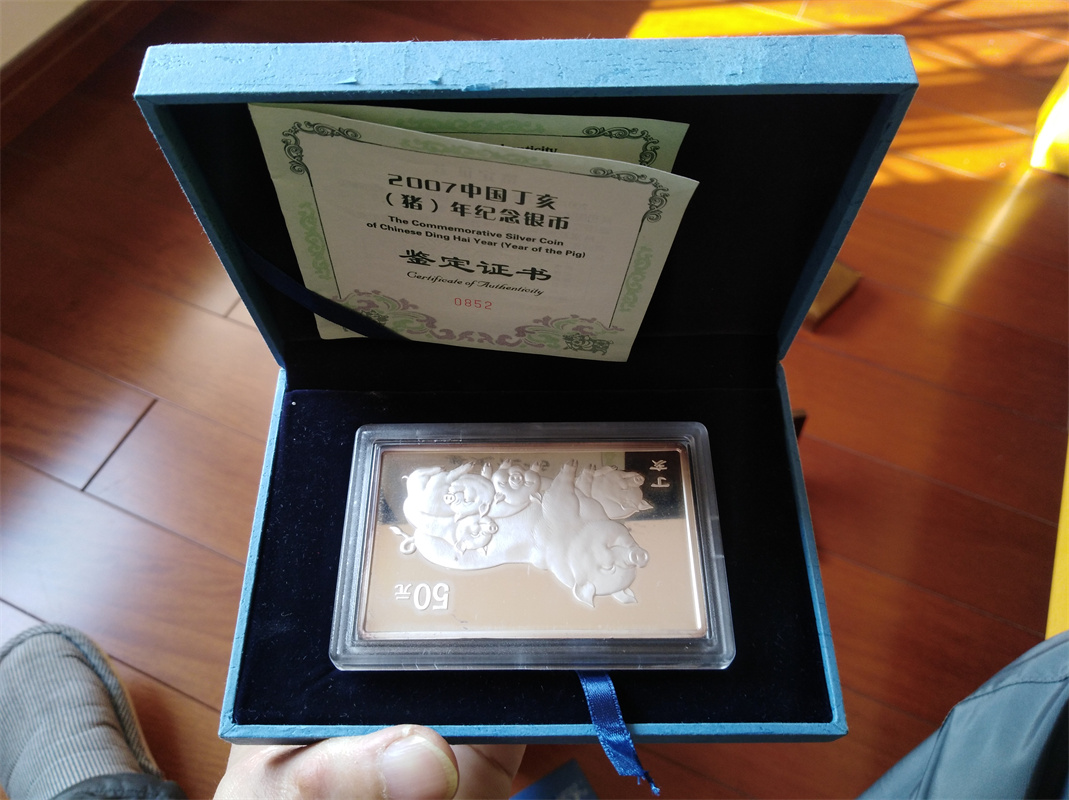 2007中国丁亥
（猪）年纪念银币
The Commemorative Silver Coin
of Chinese Ding Hai Year (Year of the Pig)
鉴定证书
Certificate of Authenticity
0852
丁亥
50元